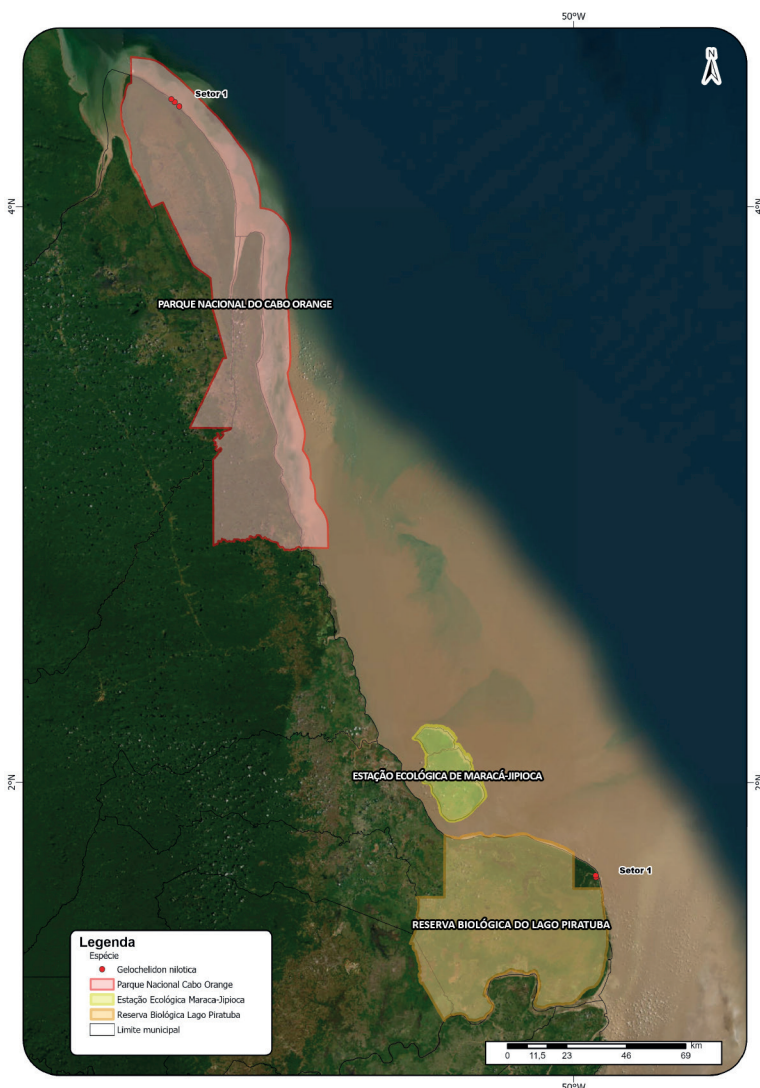 50°W
N
Setor 1
4°N
4°N
PARQUE NACIONAL DO CABO ORANGE
2°N
2°N
ESTAÇÃO ECOLÓGICA DE MARACÁ-JIPIOCA
Setor 1
RESERVA BIOLÓGICA DO LAGO PIRATUBA
Legenda
Espécie
Gelochelidon nilotica
Parque Nacional Cabo Orange
Estação Ecológica Maraca-Jipioca
Reserva Biológica Lago Piratuba
Límite municipal
km
0 11,5 23 46 69
50°W